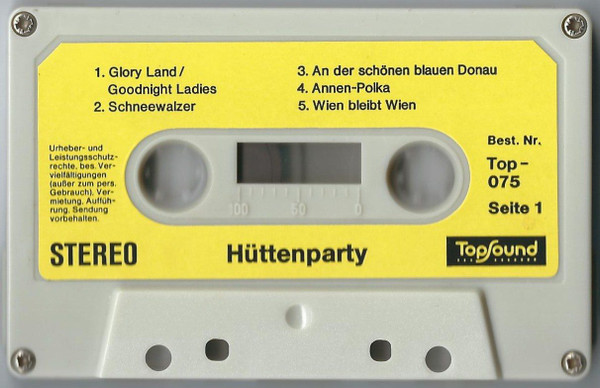 1. Glory Land /
Goodnight Ladies
2. Schneewalzer
3. An der schönen blauen Donau
4. Annen-Polka
5. Wien bleibt Wien
Urheber- und
Leistungsschutz-
rechte. bes. Ver-
vielfältigungen
(außer zum pers.
Gebrauch), Ver-
mietung, Auffüh-
rung, Sendung
vorbehalten.
Best. Nr.
Top –
075
Seite 1
100 50 0
STEREO
Hüttenparty
TopSound